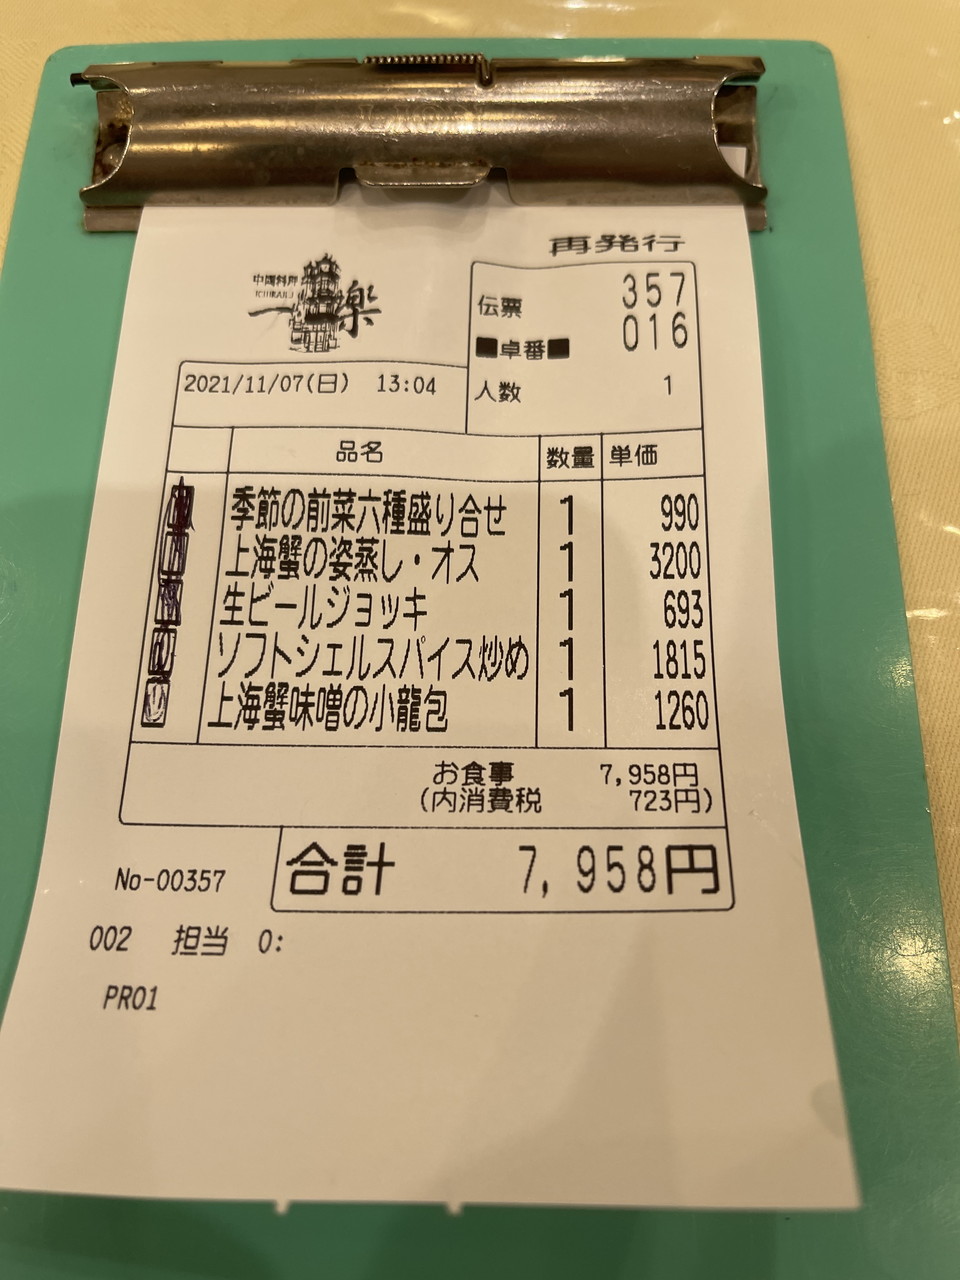 再発行
中國料理
ICHIRAKU
一楽
伝票 357
■卓番■ 016
人数 1
2021/11/07(日) 13:04
品名 数量 単価
季節の前菜六種盛り合せ 1 990
上海蟹の姿蒸し・オス 1 3200
生ビールジョッキ 1 693
ソフトシェルスパイス炒め 1 1815
上海蟹味噌の小龍包 1 1260
お食事 7,958円
(内消費税 723円)
合計 7,958円
No-00357
002 担当 0:
PR01